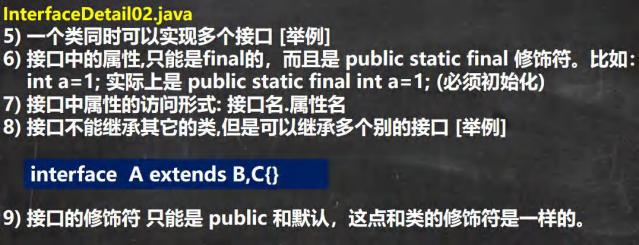 InterfaceDetail02.java
5) 一个类同时可以实现多个接口 [举例]
6) 接口中的属性,只能是final的，而且是 public static final 修饰符。比如:
int a=1; 实际上是 public static final int a=1; (必须初始化)
7) 接口中属性的访问形式: 接口名.属性名
8) 接口不能继承其它的类,但是可以继承多个别的接口 [举例]
interface A extends B,C{}
9) 接口的修饰符 只能是 public 和默认，这点和类的修饰符是一样的。